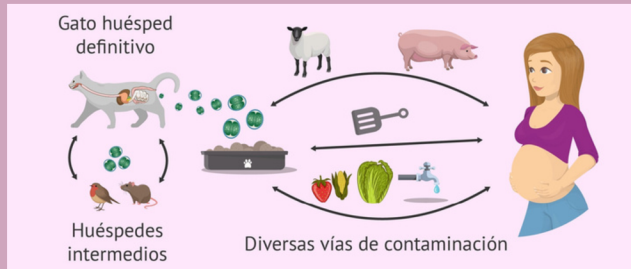 Gato huésped
definitivo
Huéspedes
intermedios
Diversas vías de contaminación